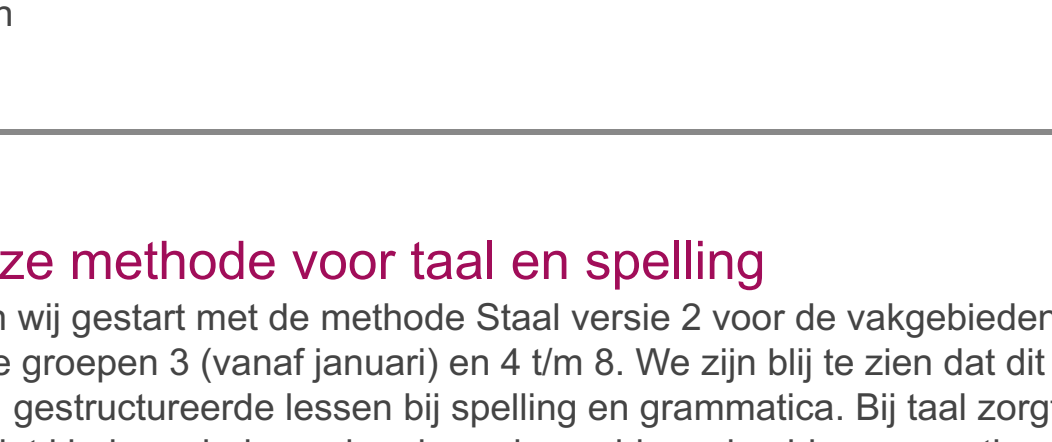 ze methode voor taal en spelling
wij gestart met de methode Staal versie 2 voor de vakgebieden
groepen 3 (vanaf januari) en 4 t/m 8. We zijn blij te zien dat dit
gestructureerde lessen bij spelling en grammatica. Bij taal zorgt